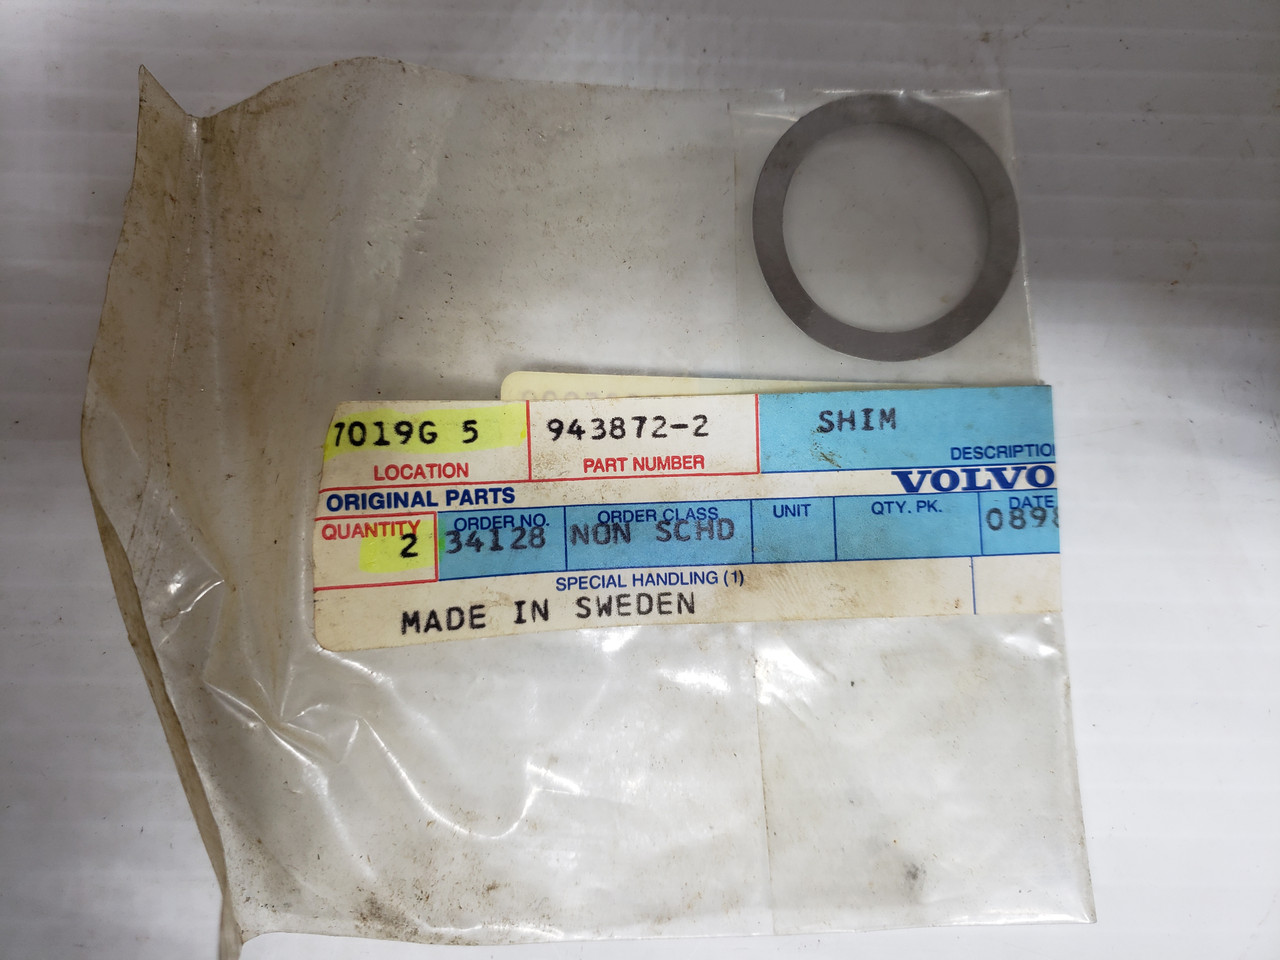 7019G 5 943872-2 SHIM
LOCATION PART NUMBER
ORIGINAL PARTS VOLVO
QUANTITY ORDER NO. ORDER CLASS UNIT QTY. PK. DATE
2 34128 NON SCHD
SPECIAL HANDLING (1)
MADE IN SWEDEN